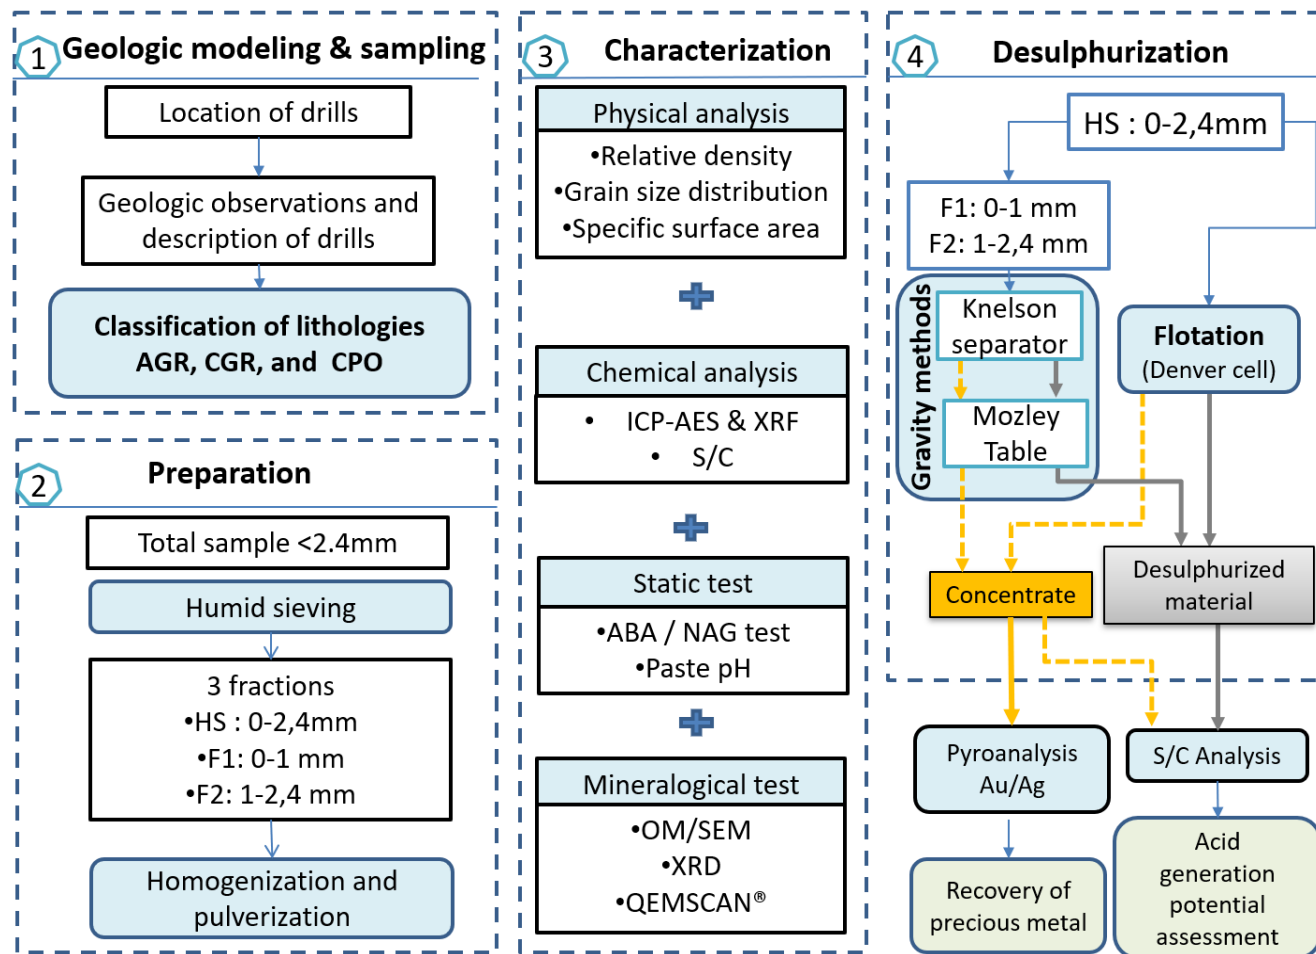 1
Geologic modeling & sampling
Location of drills
Geologic observations and
description of drills
Classification of lithologies
AGR, CGR, and CPO
2
Preparation
Total sample <2.4mm
Humid sieving
3 fractions
•HS : 0-2,4mm
•F1: 0-1 mm
•F2: 1-2,4 mm
Homogenization and
pulverization
3
Characterization
Physical analysis
•Relative density
•Grain size distribution
•Specific surface area
Chemical analysis
• ICP-AES & XRF
• S/C
Static test
•ABA / NAG test
•Paste pH
Mineralogical test
•OM/SEM
•XRD
•QEMSCAN®
4
Desulphurization
HS : 0-2,4mm
F1: 0-1 mm
F2: 1-2,4 mm
Gravity methods
Knelson
separator
Mozley
Table
Flotation
(Denver cell)
Concentrate
Desulphurized
material
Pyroanalysis
Au/Ag
S/C Analysis
Recovery of
precious metal
Acid
generation
potential
assessment